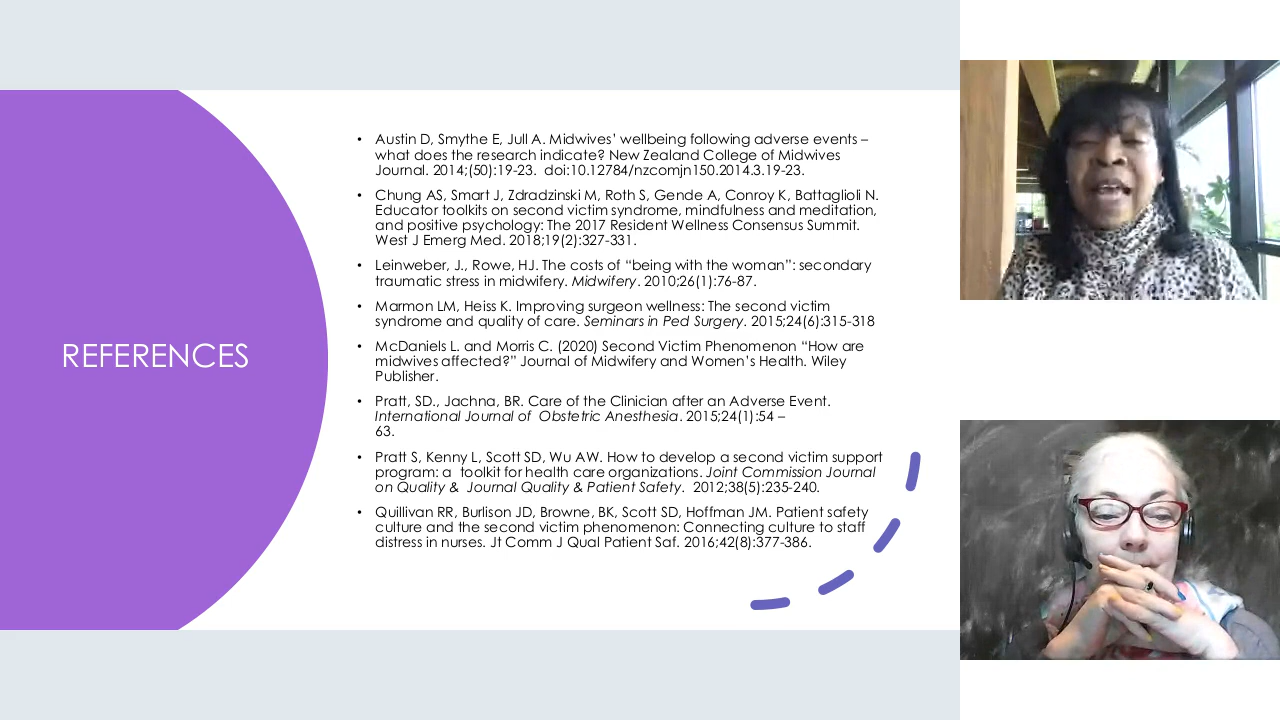 REFERENCES
• Austin D, Smythe E, Jull A. Midwives’ wellbeing following adverse events –
what does the research indicate? New Zealand College of Midwives
Journal. 2014;(50):19-23.  doi:10.12784/nzcomjn150.2014.3.19-23.
• Chung AS, Smart J, Zdradzinski M, Roth S, Gende A, Conroy K, Battaglioli N.
Educator toolkits on second victim syndrome, mindfulness and meditation,
and positive psychology: The 2017 Resident Wellness Consensus Summit.
West J Emerg Med. 2018;19(2):327-331.
• Leinweber, J., Rowe, HJ. The costs of “being with the woman”: secondary
traumatic stress in midwifery. Midwifery. 2010;26(1):76-87.
• Marmon LM, Heiss K. Improving surgeon wellness: The second victim
syndrome and quality of care. Seminars in Ped Surgery. 2015;24(6):315-318
• McDaniels L. and Morris C. (2020) Second Victim Phenomenon “How are
midwives affected?” Journal of Midwifery and Women’s Health. Wiley
Publisher.
• Pratt, SD., Jachna, BR. Care of the Clinician after an Adverse Event.
International Journal of  Obstetric Anesthesia. 2015;24(1):54 –
63.
• Pratt S, Kenny L, Scott SD, Wu AW. How to develop a second victim support
program: a  toolkit for health care organizations. Joint Commission Journal
on Quality &  Journal Quality & Patient Safety.  2012;38(5):235-240.
• Quillivan RR, Burlison JD, Browne, BK, Scott SD, Hoffman JM. Patient safety
culture and the second victim phenomenon: Connecting culture to staff
distress in nurses. Jt Comm J Qual Patient Saf. 2016;42(8):377-386.